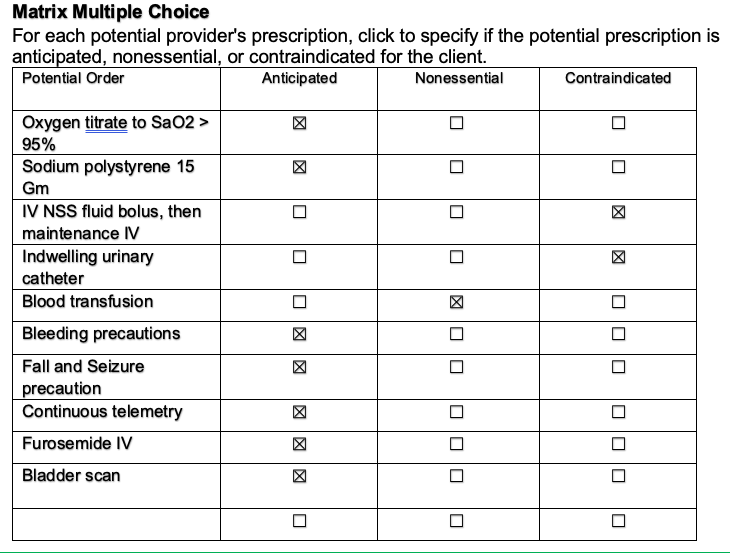 Matrix Multiple Choice
For each potential provider's prescription, click to specify if the potential prescription is
anticipated, nonessential, or contraindicated for the client.
Potential Order Anticipated Nonessential Contraindicated
Oxygen titrate to SaO2 > ☒ ☐ ☐
95%
Sodium polystyrene 15 ☒ ☐ ☐
Gm
IV NSS fluid bolus, then ☐ ☐ ☒
maintenance IV
Indwelling urinary ☐ ☐ ☒
catheter
Blood transfusion ☐ ☒ ☐
Bleeding precautions ☒ ☐ ☐
Fall and Seizure ☒ ☐ ☐
precaution
Continuous telemetry ☒ ☐ ☐
Furosemide IV ☒ ☐ ☐
Bladder scan ☒ ☐ ☐
☐ ☐ ☐